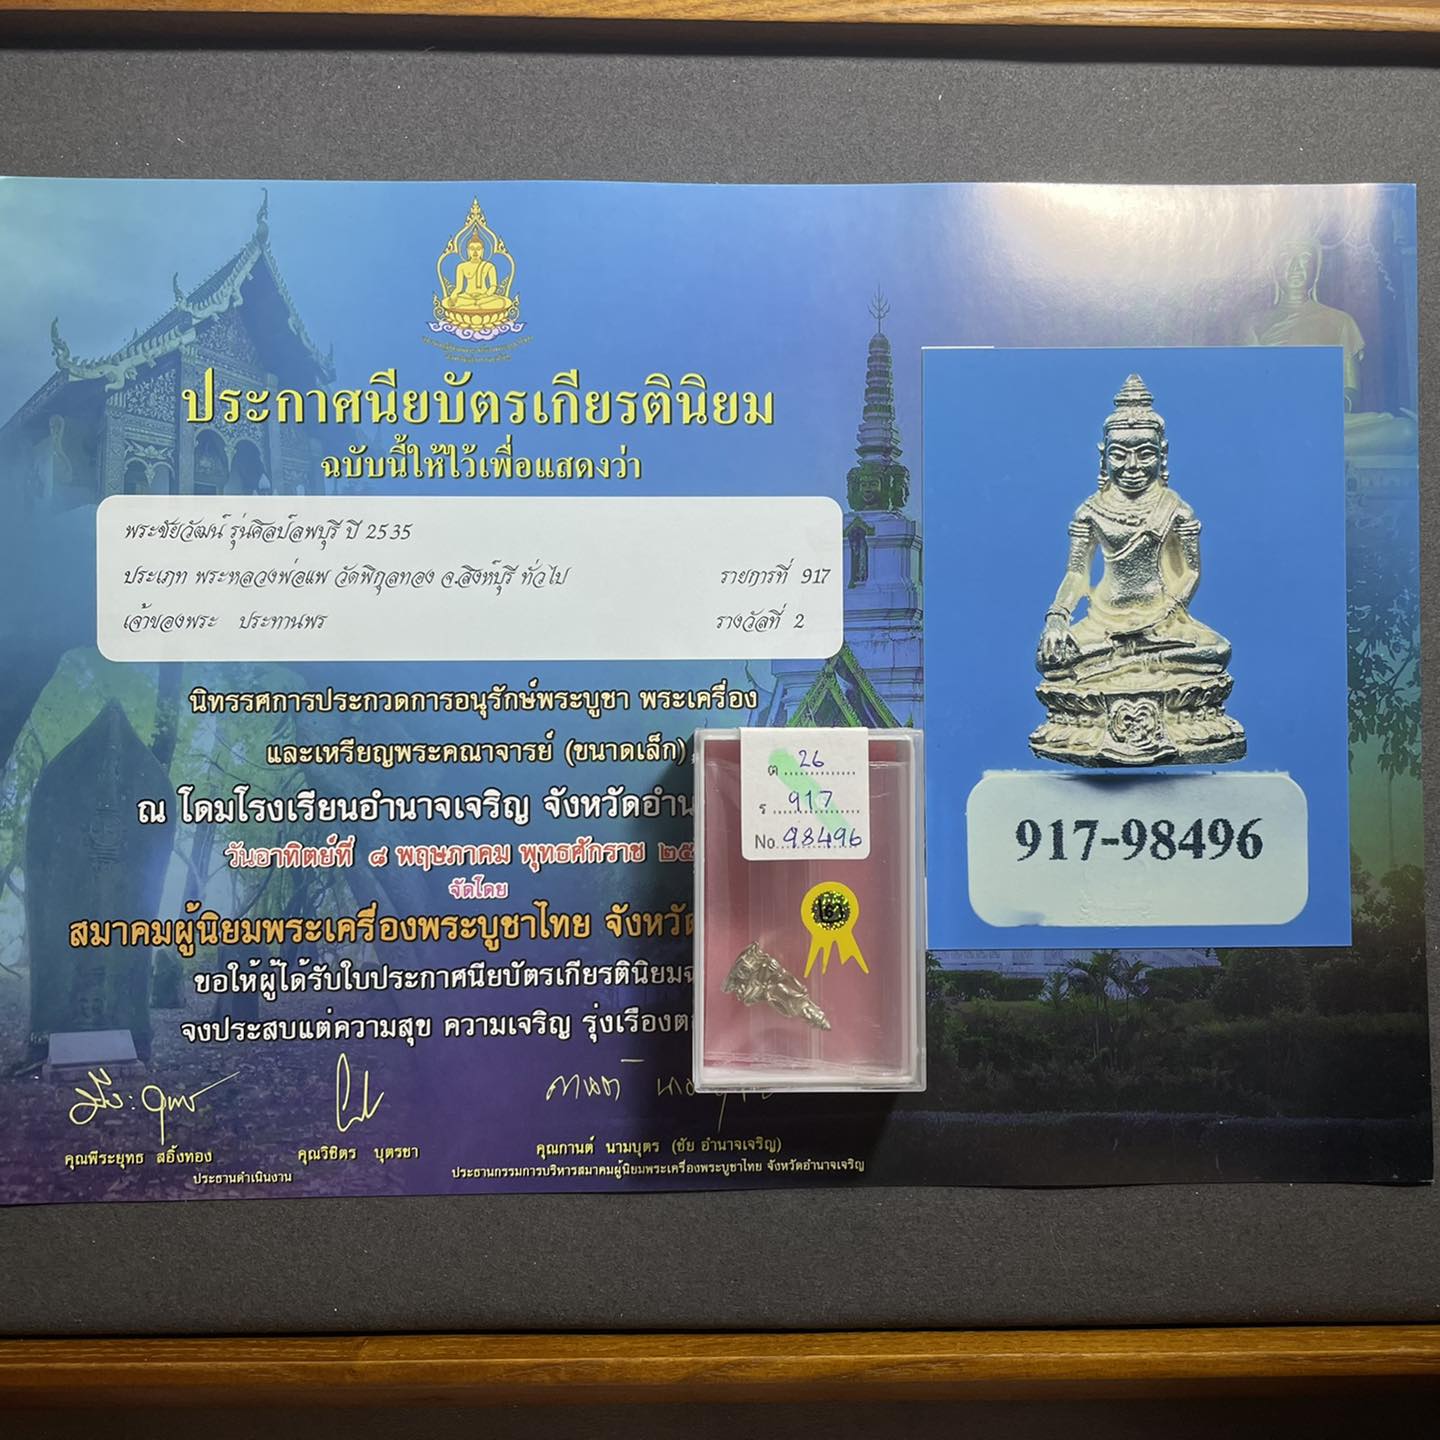 ประกาศนียบัตรเกียรตินิยม
ฉบับนี้ให้ไว้เพื่อแสดงว่า
พระชัยวัฒน์ รุ่นศิลป์ลพบุรี ปี 2535
ประเภท พระหลวงพ่อแพ วัดพิกุลทอง จ.สิงห์บุรี ทั่วไป รายการที่ 917
เจ้าของพระ ประทานพร รางวัลที่ 2
นิทรรศการประกวดการอนุรักษ์พระบูชา พระเครื่อง
และเหรียญพระคณาจารย์ (ขนาดเล็ก)
ณ โดมโรงเรียนอำนาจเจริญ จังหวัดอำน
วันอาทิตย์ที่ ๘ พฤษภาคม พุทธศักราช ๒๕
จัดโดย
สมาคมผู้นิยมพระเครื่องพระบูชาไทย จังหวัด
ขอให้ผู้ได้รับใบประกาศนียบัตรเกียรตินิยม
จงประสบแต่ความสุข ความเจริญ รุ่งเรือง
คุณพีระยุทธ สอิ้งทอง คุณวิชิตร บุตรชา
ประธานดำเนินงาน
คุณกานต์ นามบุตร (ชัย อำนาจเจริญ)
ประธานกรรมการบริหารสมาคมผู้นิยมพระเครื่องพระบูชาไทย จังหวัดอำนาจเจริญ
ต 26
ร 917
No. 98496
917-98496